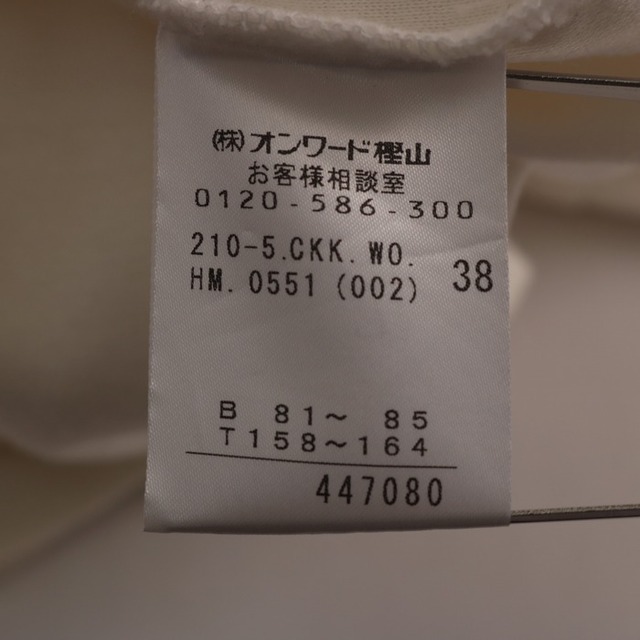 (株)オンワード樫山
お客様相談室
0120-586-300
210-5.CKK.WO.
HM.0551(002) 38
B 81～ 85
T158～164
447080